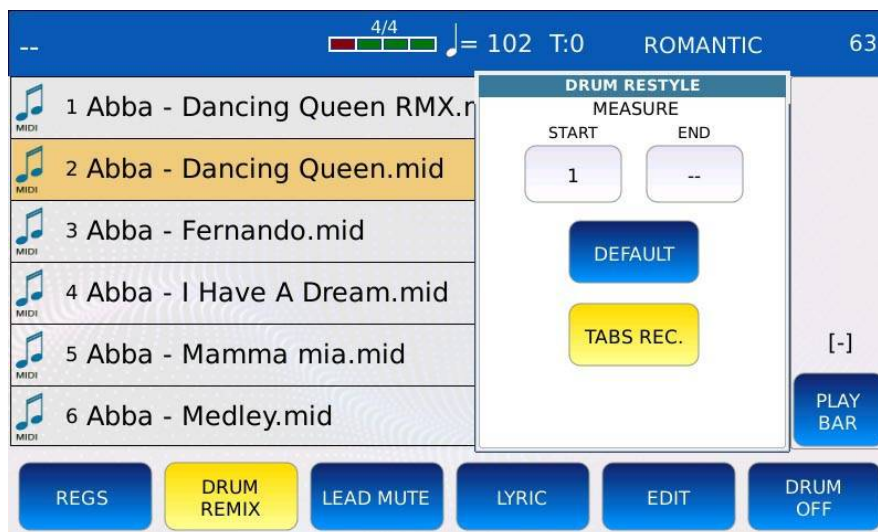 --
4/4
= 102 T:0 ROMANTIC 63
1 Abba - Dancing Queen RMX.
MIDI
2 Abba - Dancing Queen.mid
MIDI
3 Abba - Fernando.mid
MIDI
4 Abba - I Have A Dream.mid
MIDI
5 Abba - Mamma mia.mid
MIDI
6 Abba - Medley.mid
MIDI
DRUM RESTYLE
MEASURE
START END
1 --
DEFAULT
TABS REC.
[-]
PLAY
BAR
REGS
DRUM
REMIX
LEAD MUTE
LYRIC
EDIT
DRUM
OFF